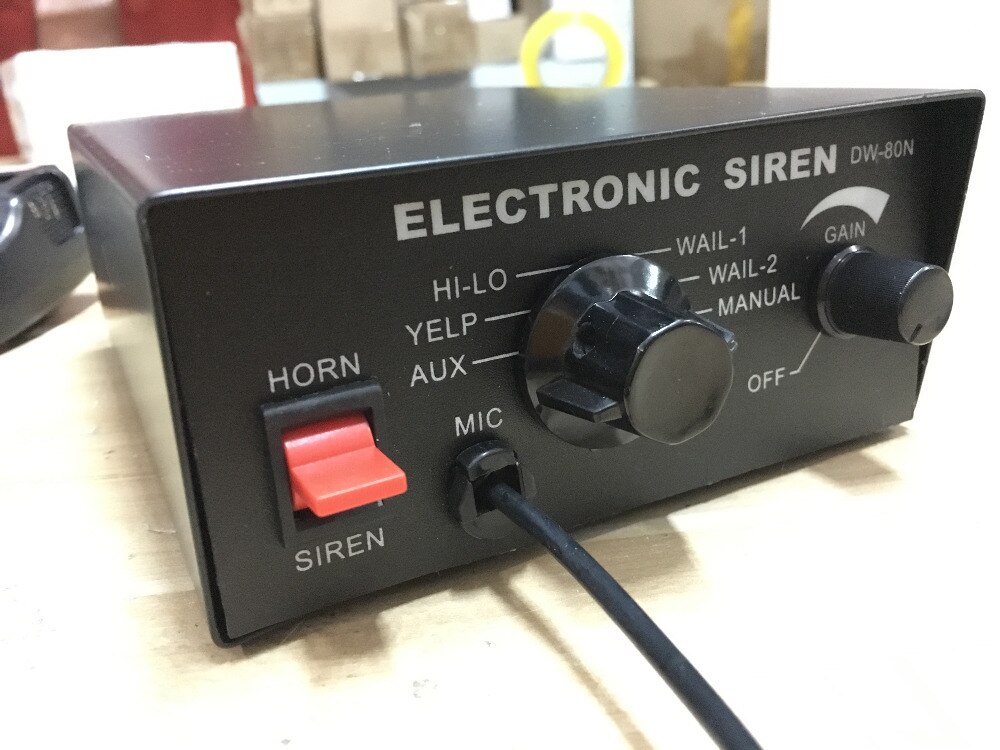 ELECTRONIC SIREN DW-80N
GAIN
WAIL-1
HI-LO
WAIL-2
YELP
MANUAL
AUX
OFF
HORN
MIC
SIREN